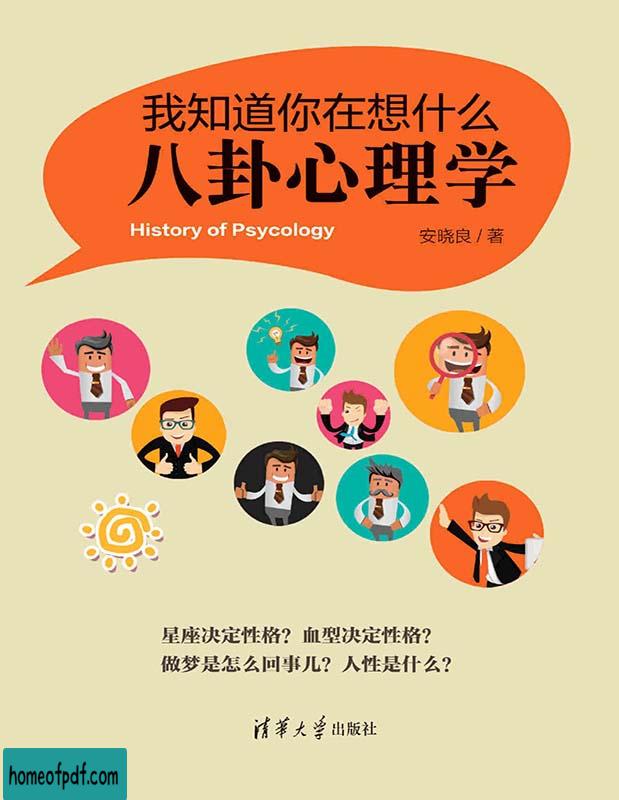 我知道你在想什么
八卦心理学
History of Psycology
安晓良 / 著
星座决定性格？血型决定性格？
做梦是怎么回事儿？人性是什么？
清华大学出版社
homeofpdf.com